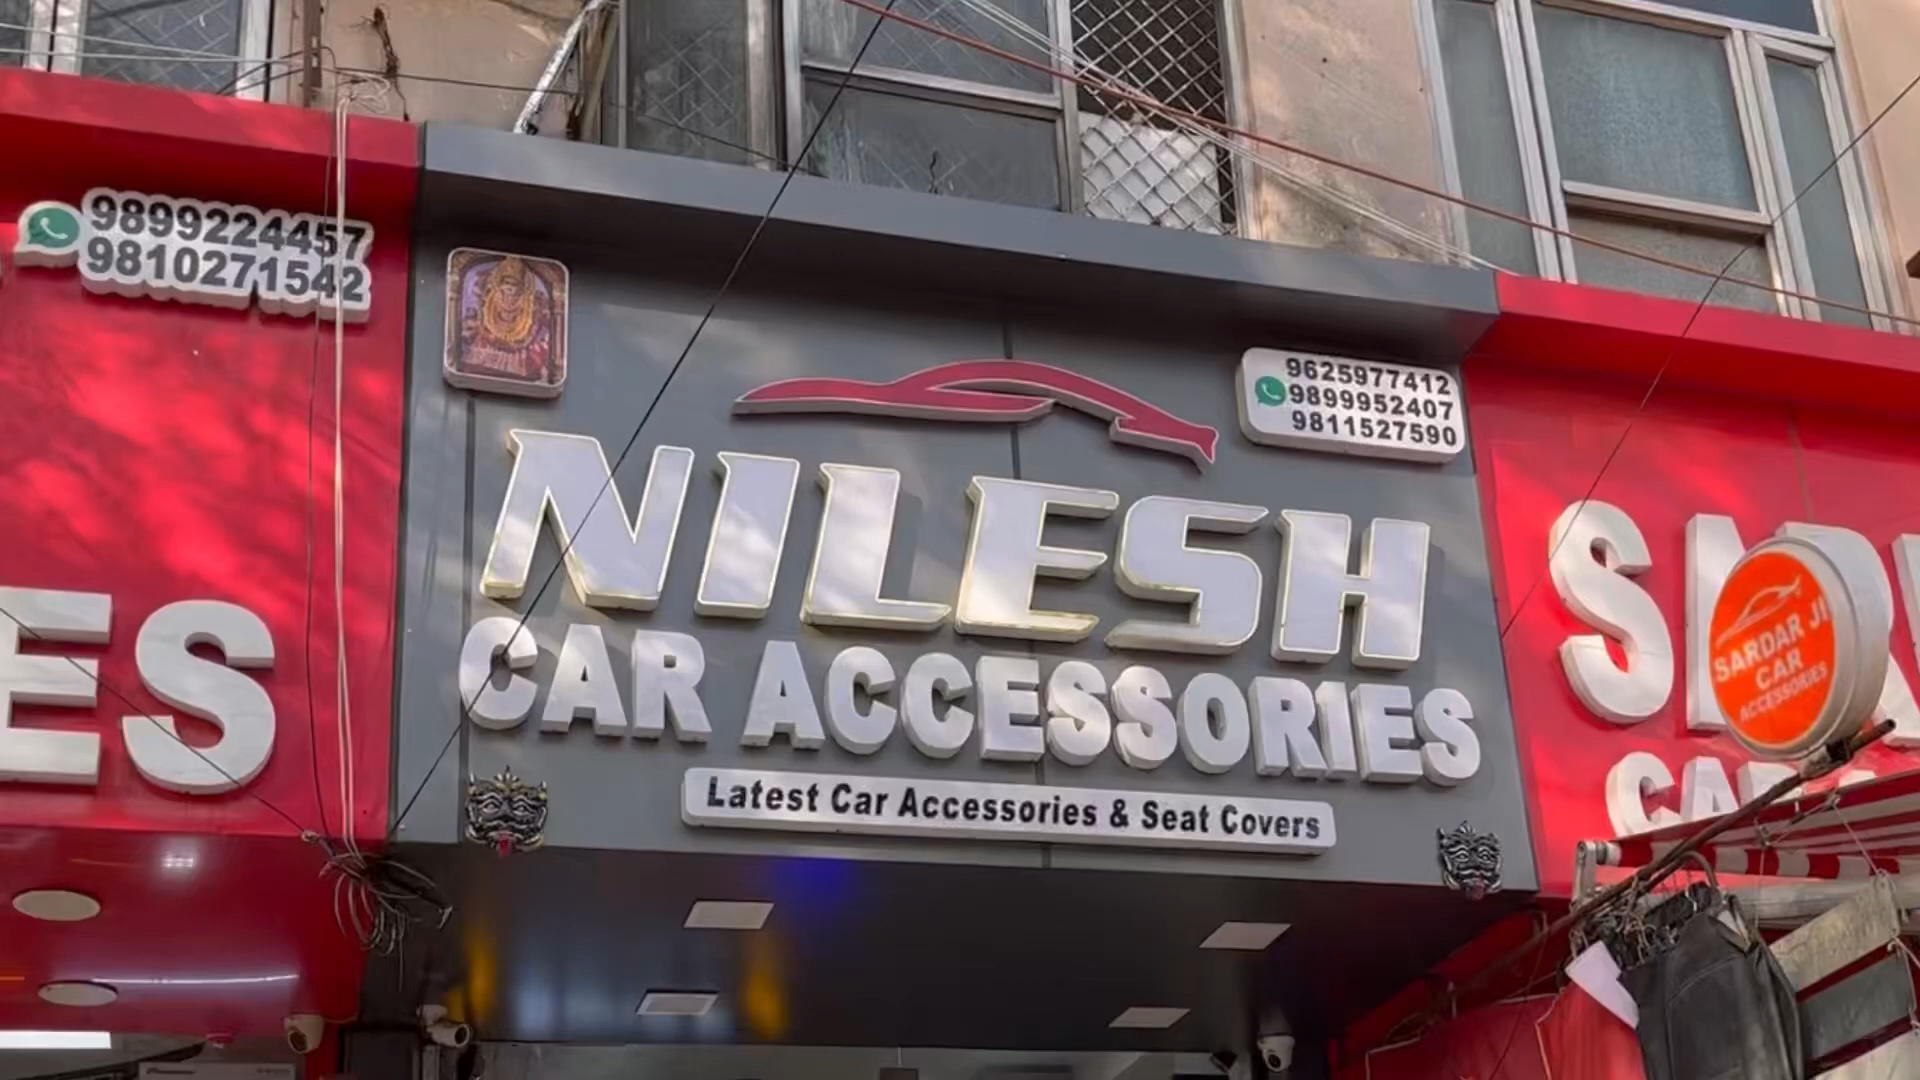 9899224457
9810271542
ES
9625977412
9899952407
9811527590
NILESH
CAR ACCESSORIES
Latest Car Accessories & Seat Covers
SARDAR JI
CAR
ACCESSORIES